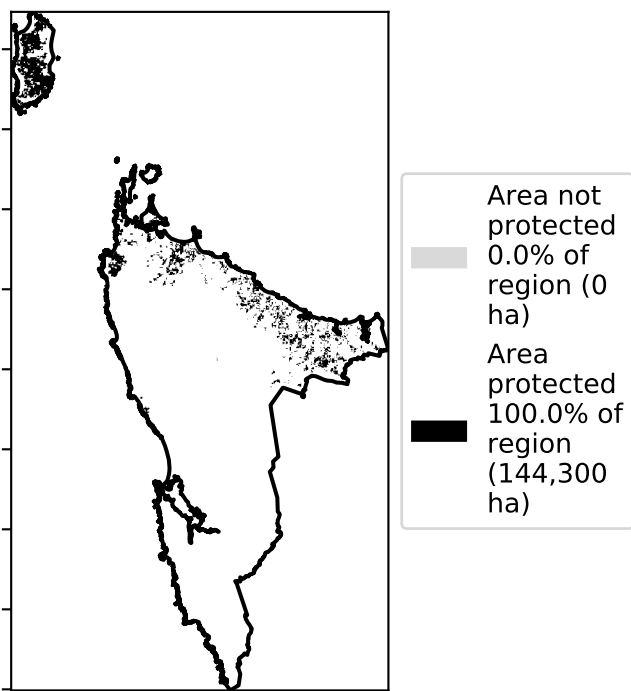 Area not
protected
0.0% of
region (0
ha)
Area
protected
100.0% of
region
(144,300
ha)